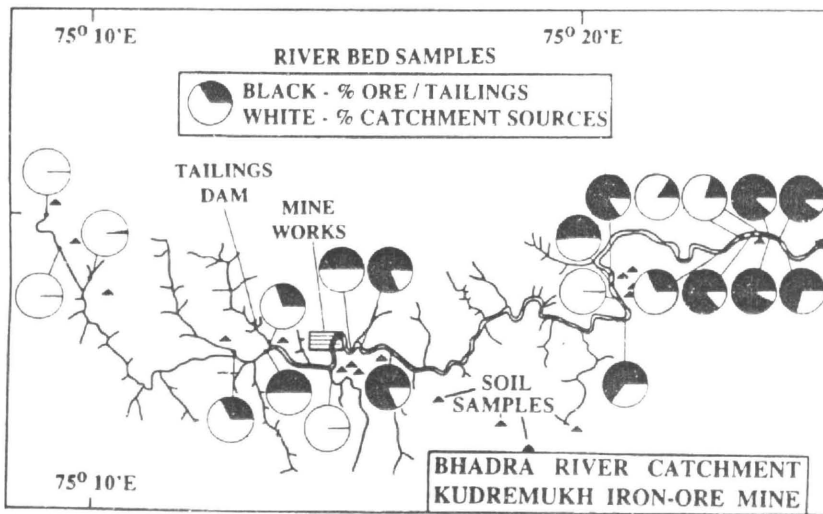 75° 10'E
75° 20'E
RIVER BED SAMPLES
BLACK - % ORE / TAILINGS
WHITE - % CATCHMENT SOURCES
TAILINGS
DAM
MINE
WORKS
SOIL
SAMPLES
75° 10'E
BHADRA RIVER CATCHMENT
KUDREMUKH IRON-ORE MINE